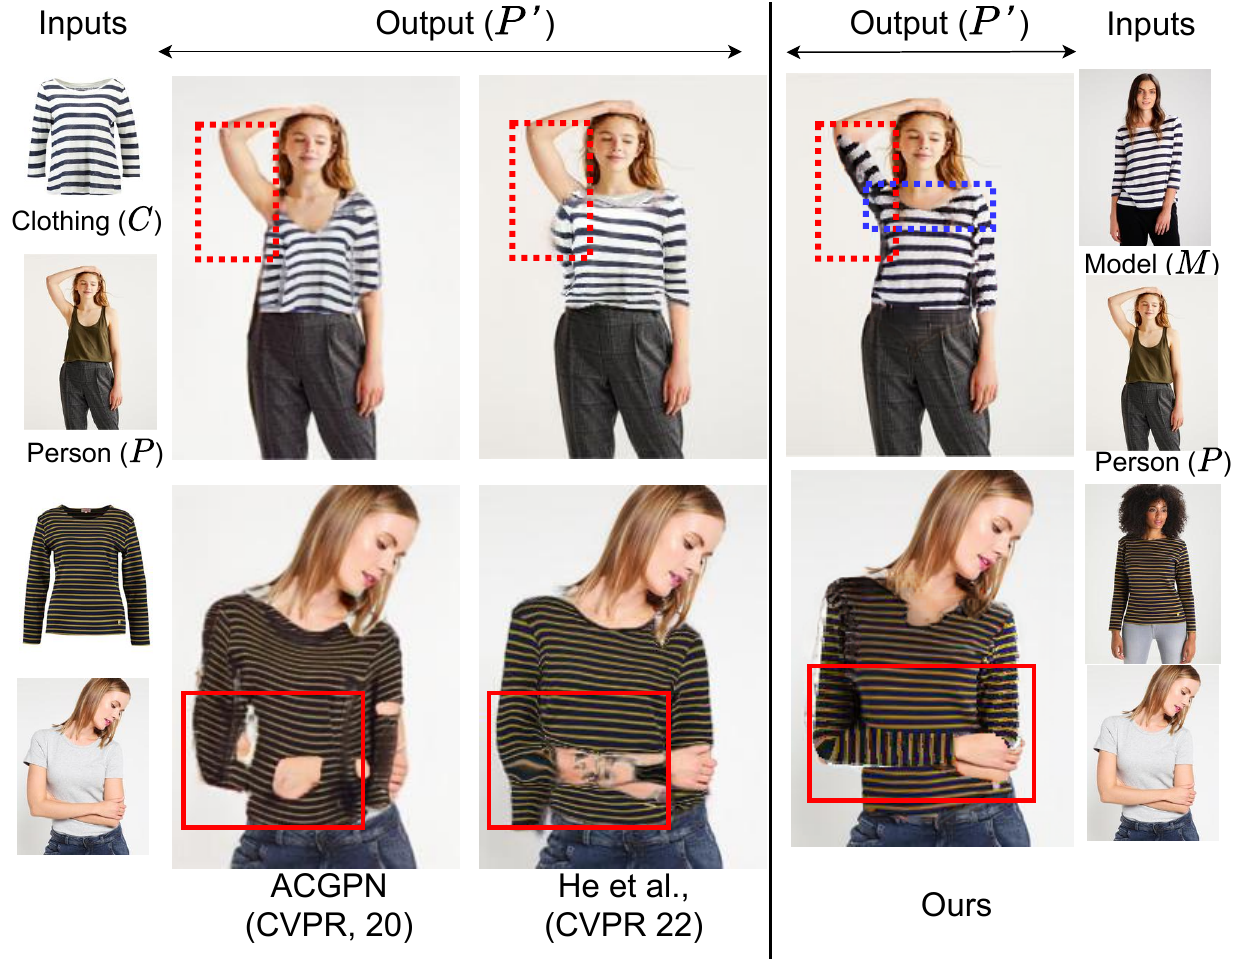 Inputs
Output (P')
Output (P')
Inputs
Clothing (C)
Person (P)
Model (M)
Person (P)
ACGPN
(CVPR, 20)
He et al.,
(CVPR 22)
Ours